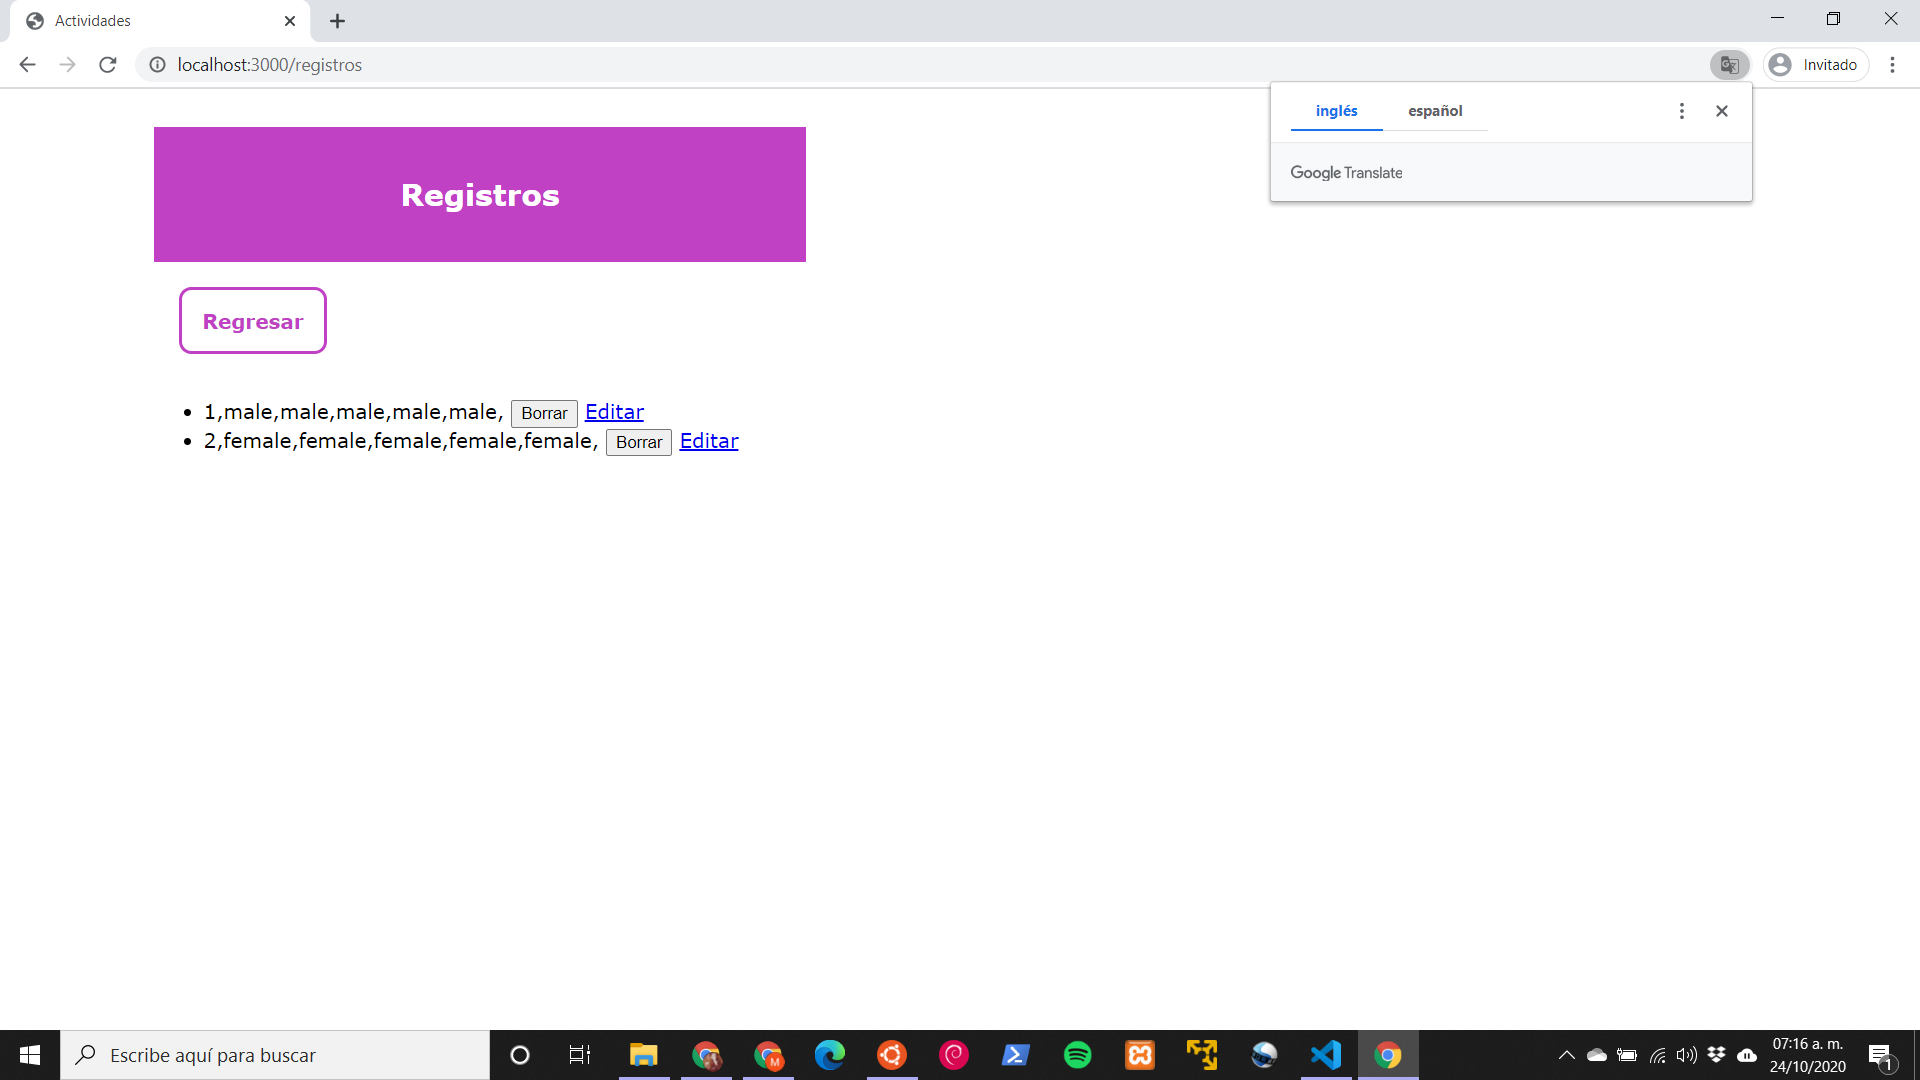 Actividades
localhost:3000/registros
Invitado
inglés español
Google Translate
Registros
Regresar
1,male,male,male,male,male, Borrar Editar
2,female,female,female,female,female, Borrar Editar
Escribe aquí para buscar
M
07:16 a. m.
24/10/2020
1